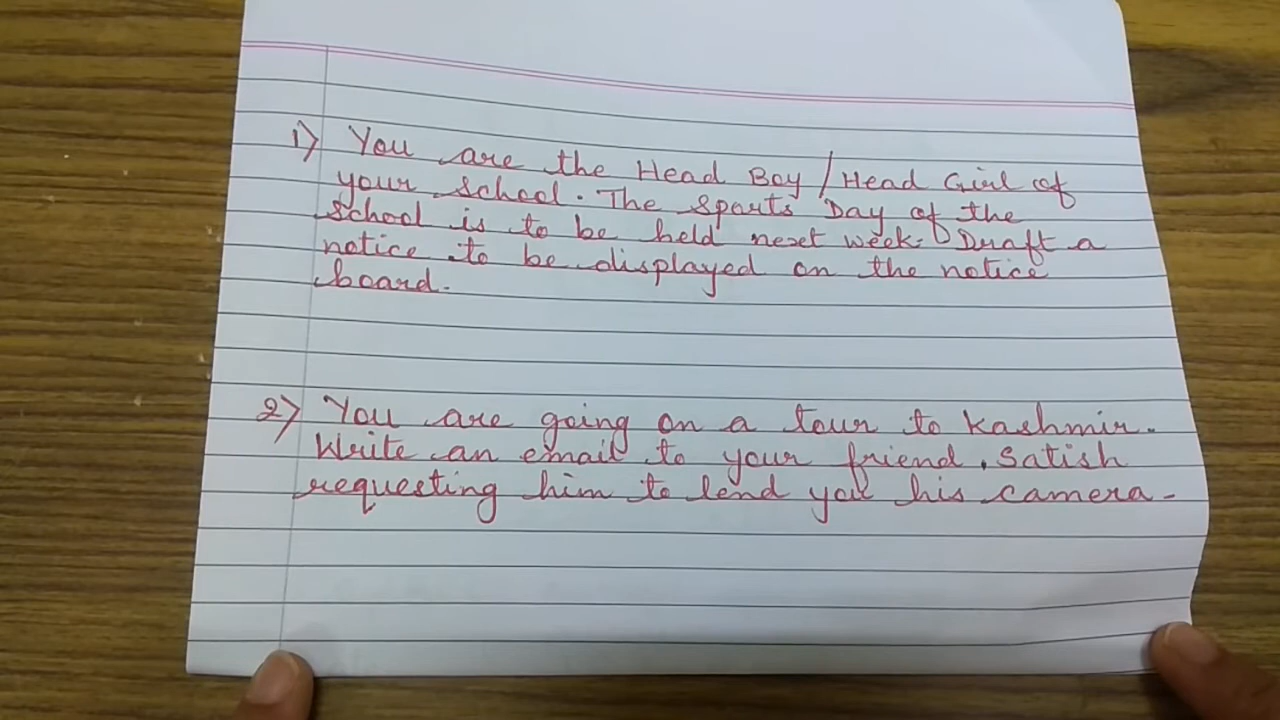 1) You are the Head Boy / Head Girl of
your school. The Sports Day of the
school is to be held next week. Draft a
notice to be displayed on the notice
board.
2) You are going on a tour to Kashmir.
Write an email to your friend, Satish
requesting him to lend you his camera.